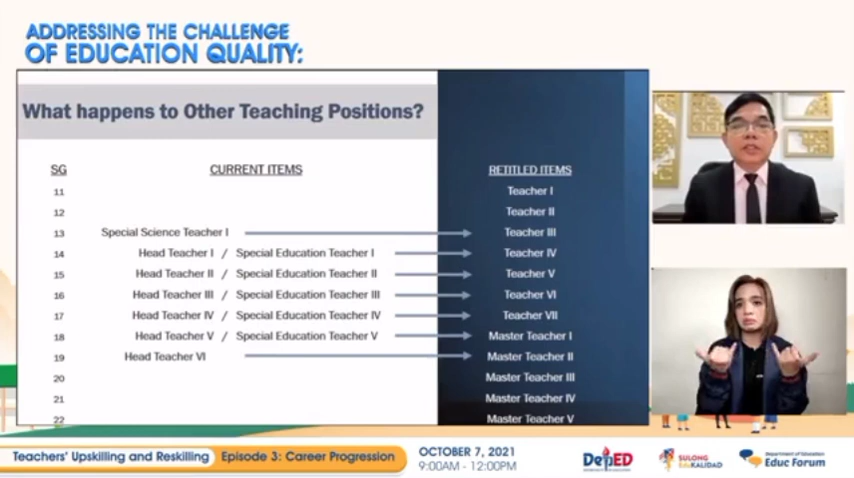 ADDRESSING THE CHALLENGE
OF EDUCATION QUALITY:
What happens to Other Teaching Positions?
SG CURRENT ITEMS RETITLED ITEMS
11 Teacher I
12 Teacher II
13 Special Science Teacher I Teacher III
14 Head Teacher I / Special Education Teacher I Teacher IV
15 Head Teacher II / Special Education Teacher II Teacher V
16 Head Teacher III / Special Education Teacher III Teacher VI
17 Head Teacher IV / Special Education Teacher IV Teacher VII
18 Head Teacher V / Special Education Teacher V Master Teacher I
19 Head Teacher VI Master Teacher II
20 Master Teacher III
21 Master Teacher IV
22 Master Teacher V
Teachers' Upskilling and Reskilling Episode 3: Career Progression
OCTOBER 7, 2021
9:00AM - 12:00PM
DepED
SULONG
EduKALIDAD
Department of Education
Educ Forum